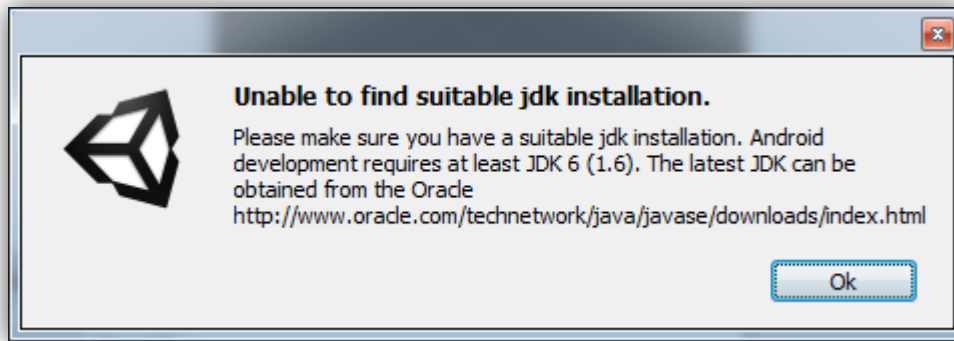 Unable to find suitable jdk installation.
Please make sure you have a suitable jdk installation. Android
development requires at least JDK 6 (1.6). The latest JDK can be
obtained from the Oracle
http://www.oracle.com/technetwork/java/javase/downloads/index.html
Ok